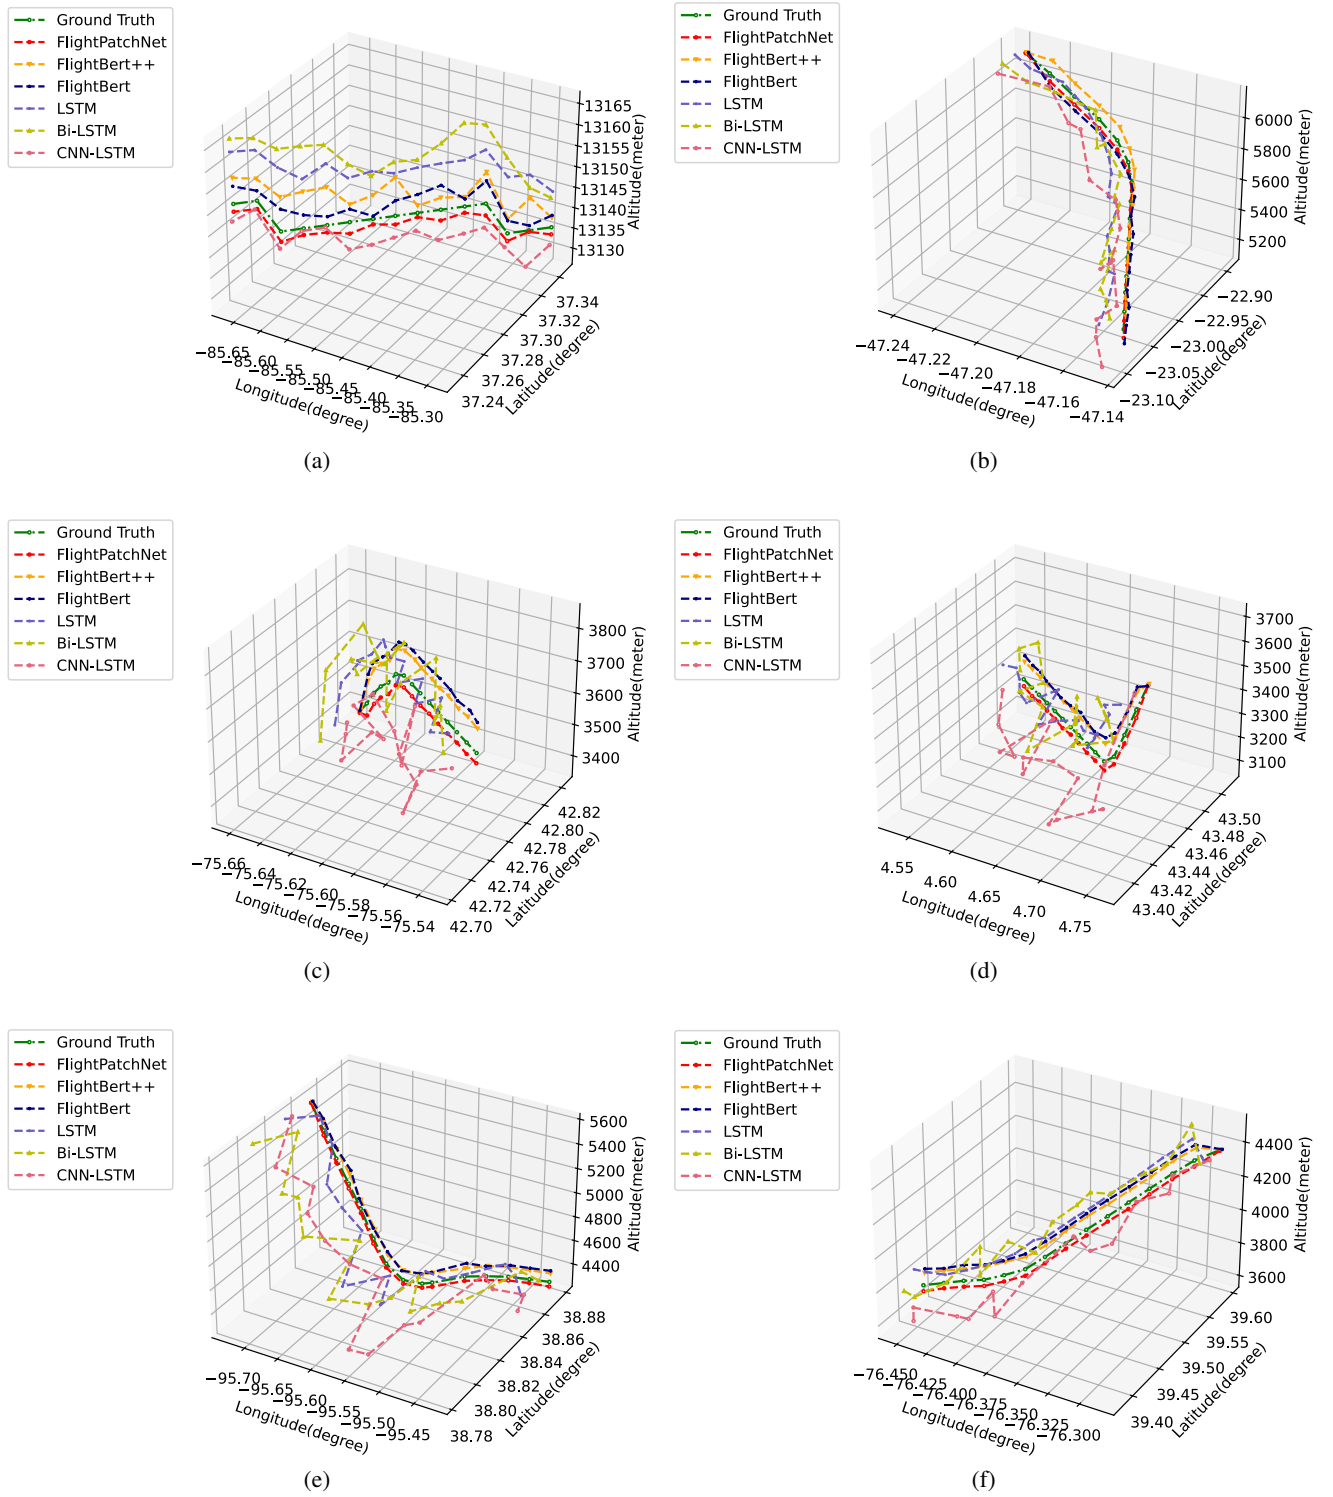 Ground Truth
FlightPatchNet
FlightBert++
FlightBert
LSTM
Bi-LSTM
CNN-LSTM
13165
13160
13155
13150
13145
13140
13135
13130
Altitude(meter)
37.34
37.32
37.30
37.28
37.26
37.24
Latitude(degree)
−85.65
−85.60
−85.55
−85.50
−85.45
−85.40
−85.35
−85.30
Longitude(degree)
(a)
Ground Truth
FlightPatchNet
FlightBert++
FlightBert
LSTM
Bi-LSTM
CNN-LSTM
6000
5800
5600
5400
5200
Altitude(meter)
−22.90
−22.95
−23.00
−23.05
−23.10
Latitude(degree)
−47.24
−47.22
−47.20
−47.18
−47.16
−47.14
Longitude(degree)
(b)
Ground Truth
FlightPatchNet
FlightBert++
FlightBert
LSTM
Bi-LSTM
CNN-LSTM
3800
3700
3600
3500
3400
Altitude(meter)
42.82
42.80
42.78
42.76
42.74
42.72
42.70
Latitude(degree)
−75.66
−75.64
−75.62
−75.60
−75.58
−75.56
−75.54
Longitude(degree)
(c)
Ground Truth
FlightPatchNet
FlightBert++
FlightBert
LSTM
Bi-LSTM
CNN-LSTM
3700
3600
3500
3400
3300
3200
3100
Altitude(meter)
43.50
43.48
43.46
43.44
43.42
43.40
Latitude(degree)
4.55
4.60
4.65
4.70
4.75
Longitude(degree)
(d)
Ground Truth
FlightPatchNet
FlightBert++
FlightBert
LSTM
Bi-LSTM
CNN-LSTM
5600
5400
5200
5000
4800
4600
4400
Altitude(meter)
38.88
38.86
38.84
38.82
38.80
38.78
Latitude(degree)
−95.70
−95.65
−95.60
−95.55
−95.50
−95.45
Longitude(degree)
(e)
Ground Truth
FlightPatchNet
FlightBert++
FlightBert
LSTM
Bi-LSTM
CNN-LSTM
4400
4200
4000
3800
3600
Altitude(meter)
39.60
39.55
39.50
39.45
39.40
Latitude(degree)
−76.450
−76.425
−76.400
−76.375
−76.350
−76.325
−76.300
Longitude(degree)
(f)